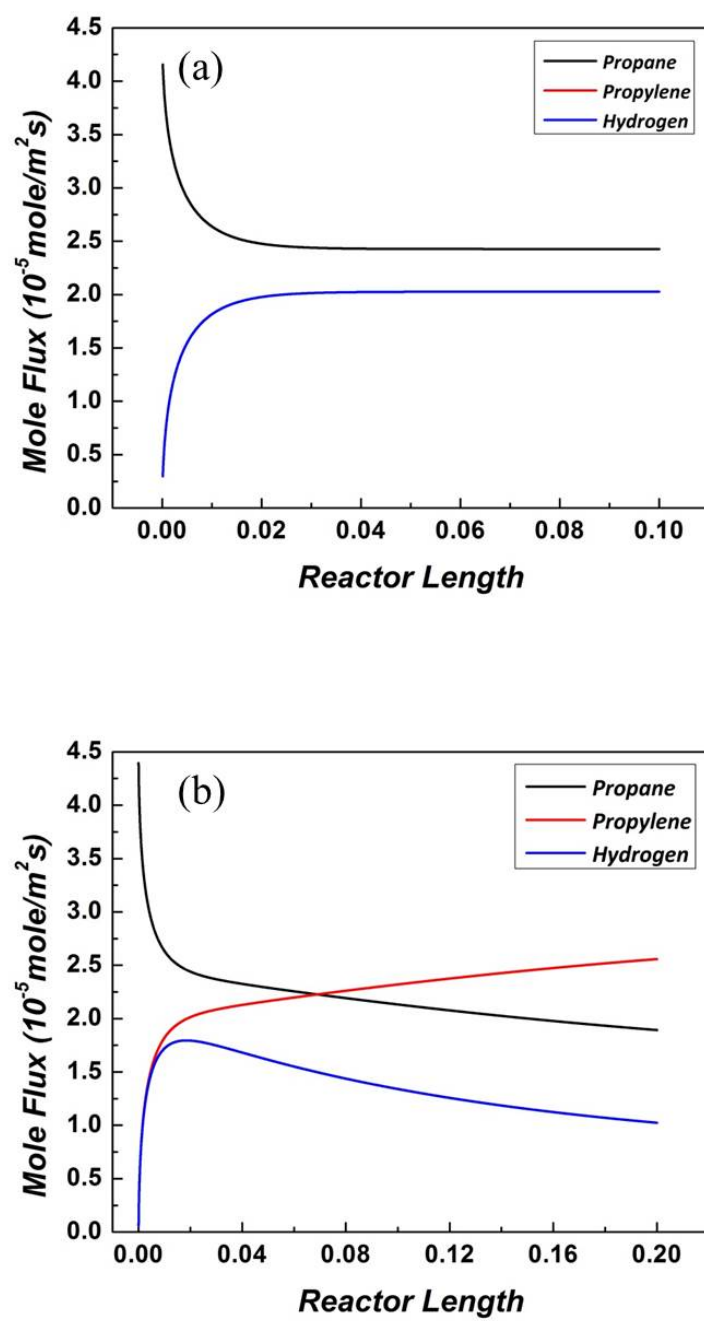 (a)
Propane
Propylene
Hydrogen
4.5
4.0
3.5
3.0
2.5
2.0
1.5
1.0
0.5
0.0
Mole Flux (10⁻⁵mole/m²s)
0.00 0.02 0.04 0.06 0.08 0.10
Reactor Length
(b)
Propane
Propylene
Hydrogen
4.5
4.0
3.5
3.0
2.5
2.0
1.5
1.0
0.5
0.0
Mole Flux (10⁻⁵mole/m²s)
0.00 0.04 0.08 0.12 0.16 0.20
Reactor Length